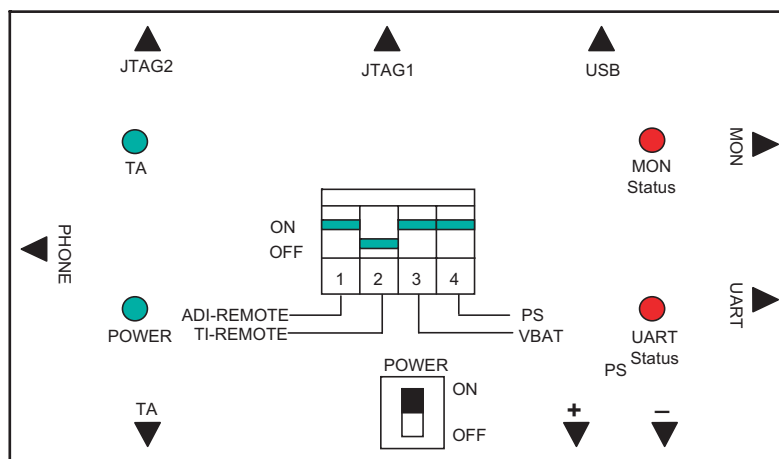 JTAG2
JTAG1
USB
TA
MON
Status
MON
PHONE
ON
OFF
1 2 3 4
UART
ADI-REMOTE
PS
POWER
TI-REMOTE
VBAT
UART
Status
PS
POWER
ON
OFF
TA
+
–